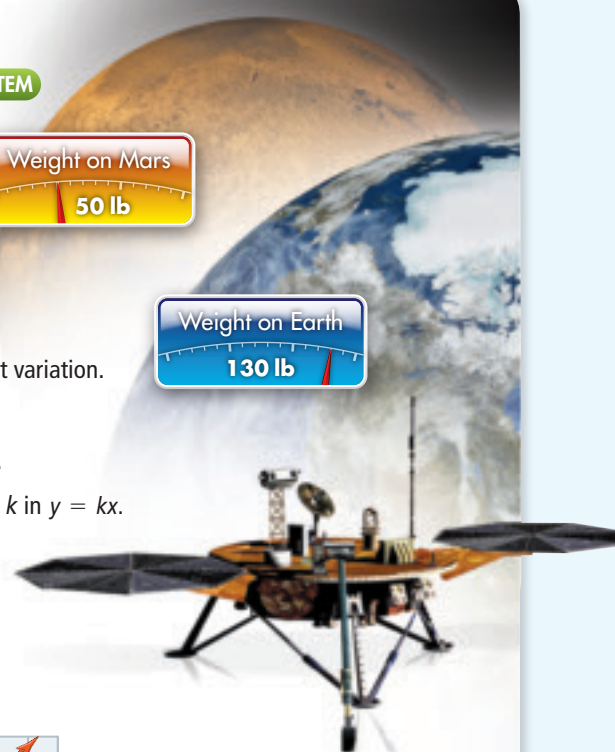 TEM
Weight on Mars
50 lb
Weight on Earth
130 lb
t variation.
k in y = kx.